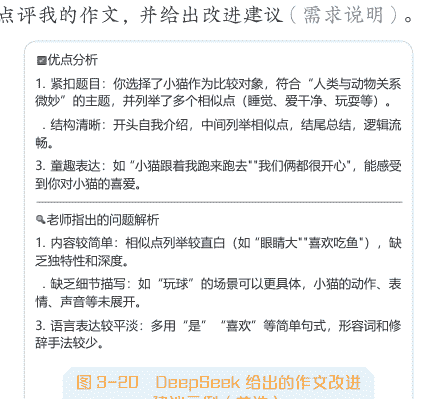 点评我的作文，并给出改进建议（需求说明）。
优点分析
1. 紧扣题目：你选择了小猫作为比较对象，符合“人类与动物关系
微妙”的主题，并列举了多个相似点（睡觉、爱干净、玩耍等）。
．结构清晰：开头自我介绍，中间列举相似点，结尾总结，逻辑流
畅。
3. 童趣表达：如“小猫跟着我跑来跑去""我们俩都很开心"，能感受
到你对小猫的喜爱。
老师指出的问题解析
1. 内容较简单：相似点列举较直白（如“眼睛大""喜欢吃鱼"），缺
乏独特性和深度。
．缺乏细节描写：如“玩球”的场景可以更具体，小猫的动作、表
情、声音等未展开。
3. 语言表达较平淡：多用“是”“喜欢”等简单句式，形容词和修
辞手法较少。
图 3-20 DeepSeek 给出的作文改进